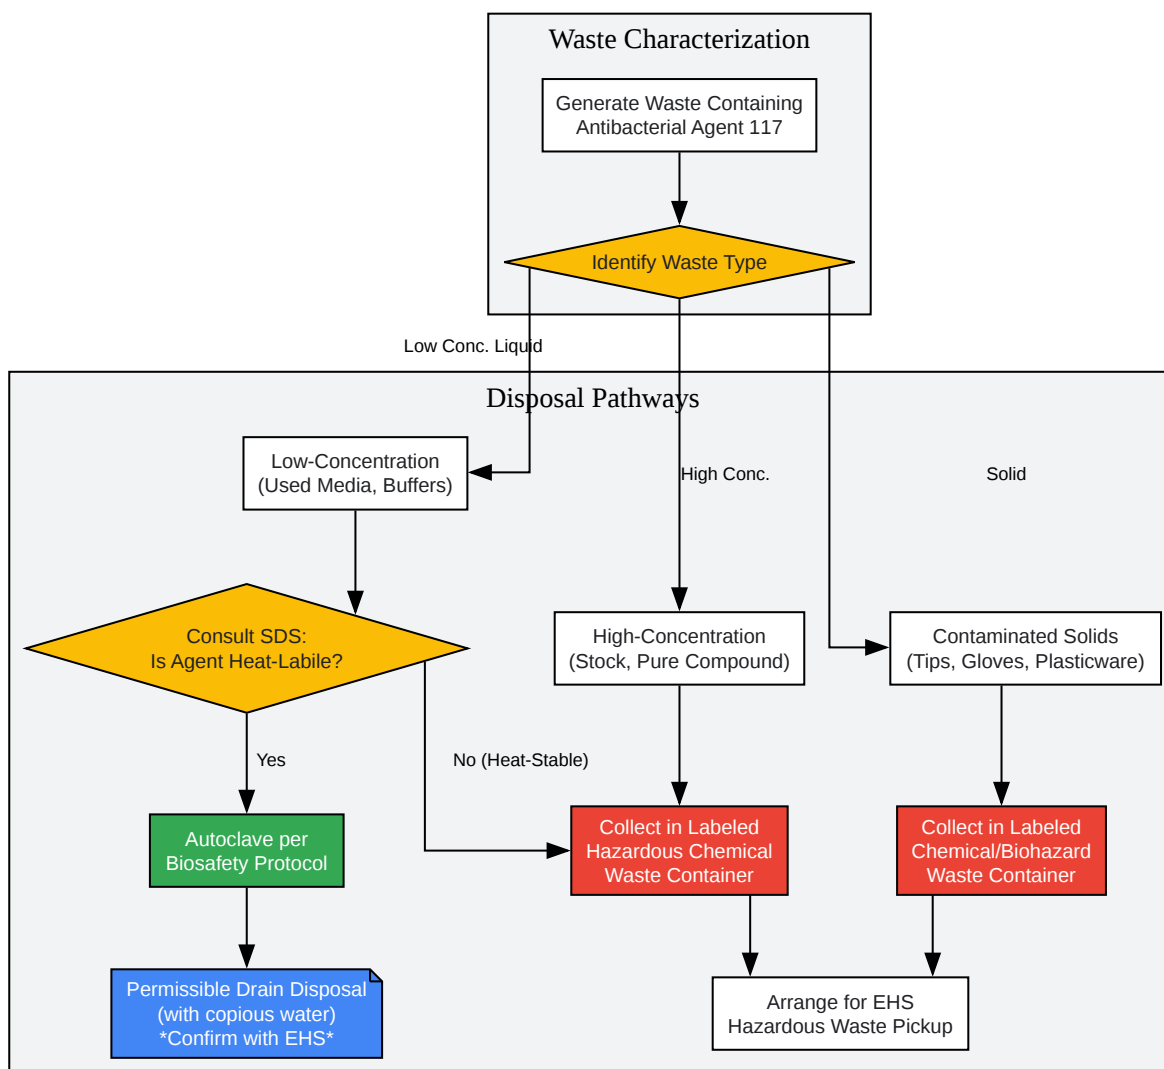 Waste Characterization
Generate Waste Containing
Antibacterial Agent 117
Identify Waste Type
Low Conc. Liquid
Disposal Pathways
Low-Concentration
(Used Media, Buffers)
High Conc.
Solid
Consult SDS:
Is Agent Heat-Labile?
High-Concentration
(Stock, Pure Compound)
Contaminated Solids
(Tips, Gloves, Plasticware)
Yes
No (Heat-Stable)
Autoclave per
Biosafety Protocol
Collect in Labeled
Hazardous Chemical
Waste Container
Collect in Labeled
Chemical/Biohazard
Waste Container
Permissible Drain Disposal
(with copious water)
*Confirm with EHS*
Arrange for EHS
Hazardous Waste Pickup